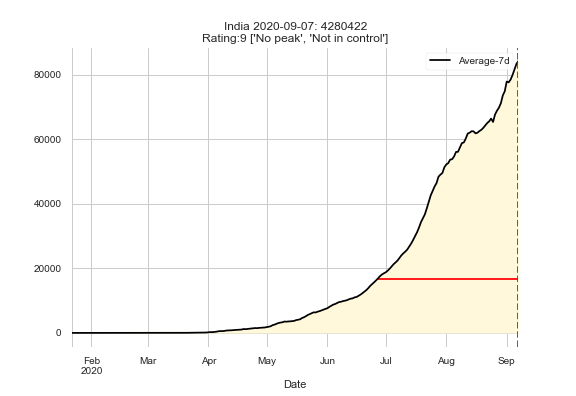 India 2020-09-07: 4280422
Rating:9 ['No peak', 'Not in control']
Average-7d
80000
60000
40000
20000
0
Feb Mar Apr May Jun Jul Aug Sep
2020
Date